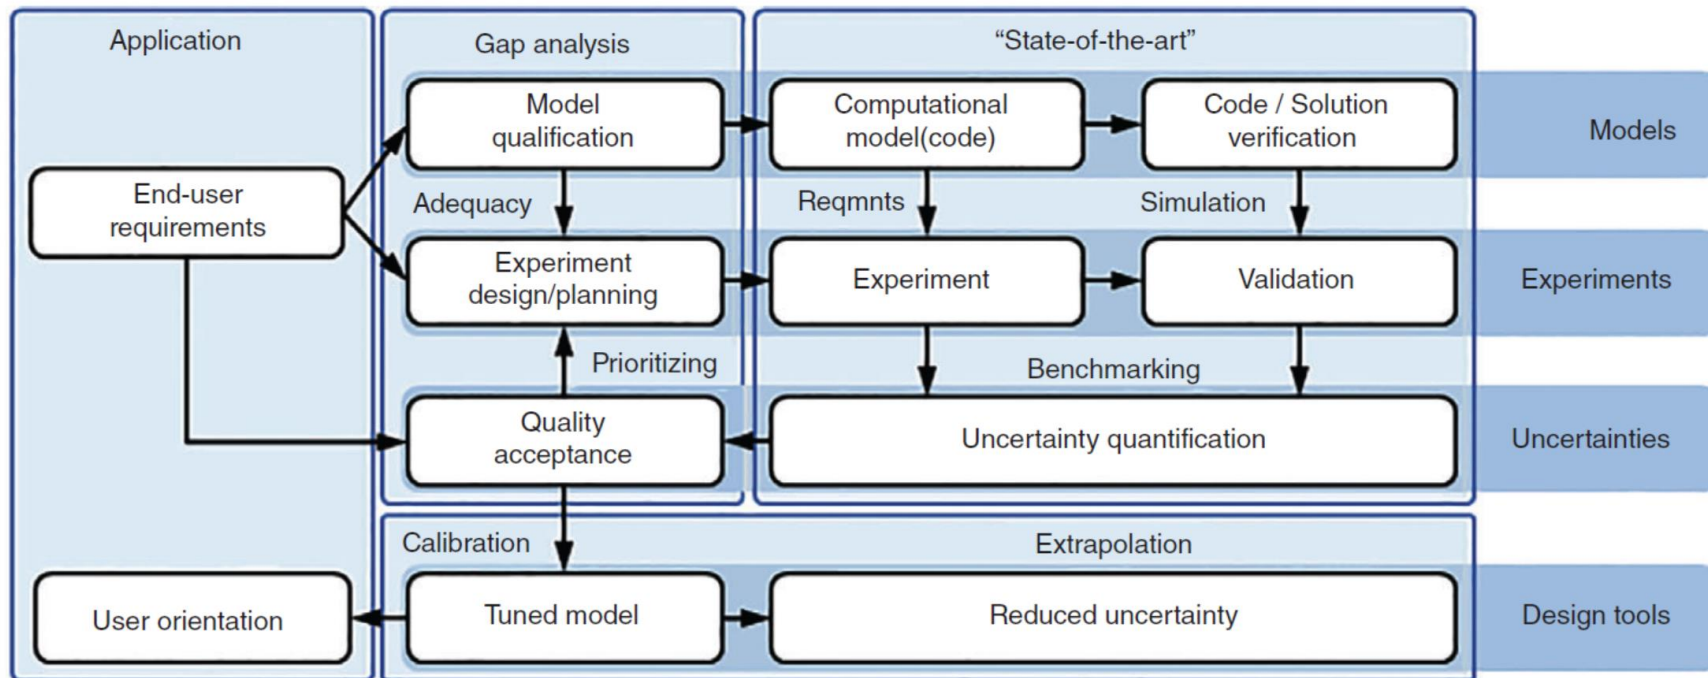 Application
Gap analysis
“State-of-the-art”
Model
qualification
Computational
model(code)
Code / Solution
verification
Models
End-user
requirements
Adequacy
Reqmnts
Simulation
Experiment
design/planning
Experiment
Validation
Experiments
Prioritizing
Benchmarking
Quality
acceptance
Uncertainty quantification
Uncertainties
Calibration
Extrapolation
User orientation
Tuned model
Reduced uncertainty
Design tools